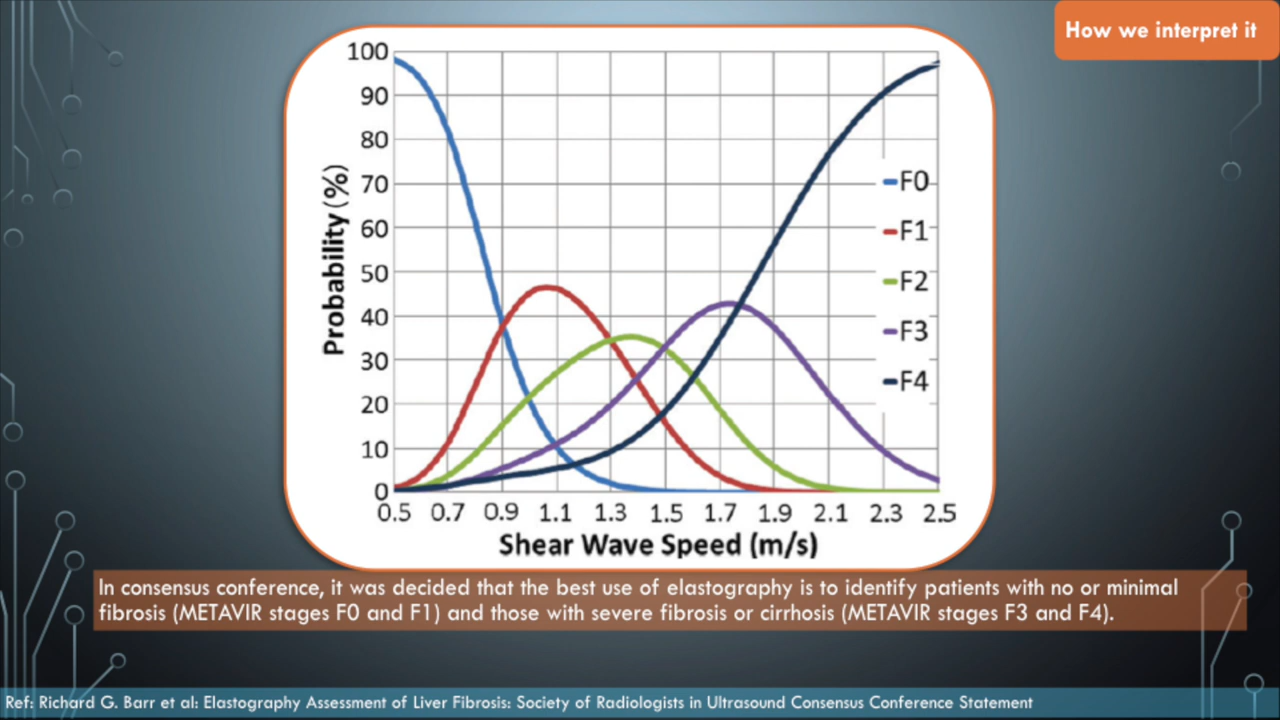 How we interpret it
100
90
80
70
60
50
40
30
20
10
0
Probability (%)
0.5 0.7 0.9 1.1 1.3 1.5 1.7 1.9 2.1 2.3 2.5
Shear Wave Speed (m/s)
F0
F1
F2
F3
F4
In consensus conference, it was decided that the best use of elastography is to identify patients with no or minimal
fibrosis (METAVIR stages F0 and F1) and those with severe fibrosis or cirrhosis (METAVIR stages F3 and F4).
Ref: Richard G. Barr et al: Elastography Assessment of Liver Fibrosis: Society of Radiologists in Ultrasound Consensus Conference Statement